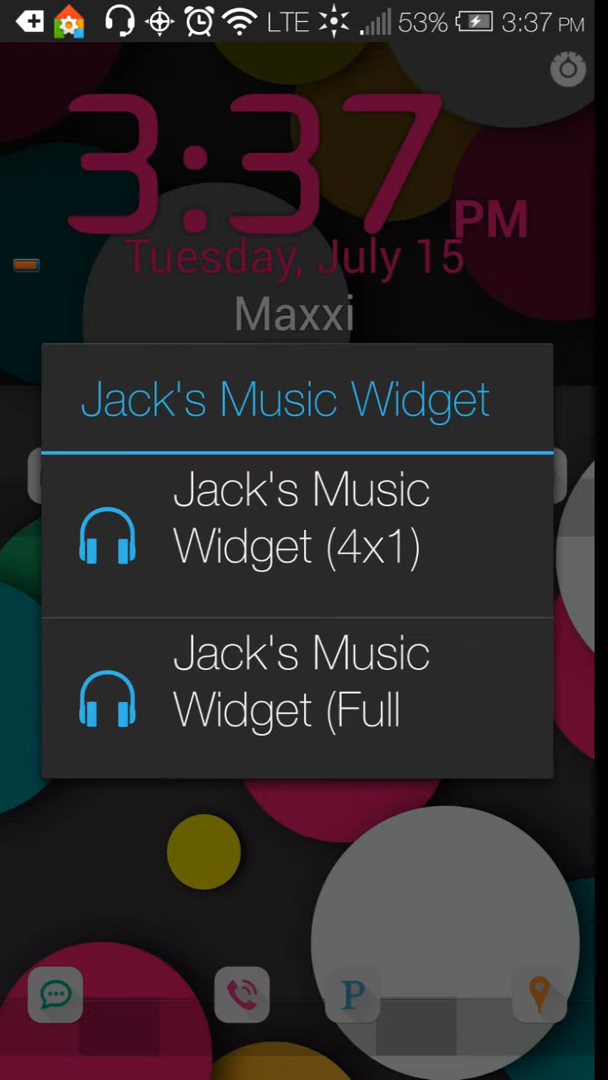 LTE 53% 3:37 PM
3:37 PM
Tuesday, July 15
Maxxi
Jack's Music Widget
Jack's Music
Widget (4x1)
Jack's Music
Widget (Full
P